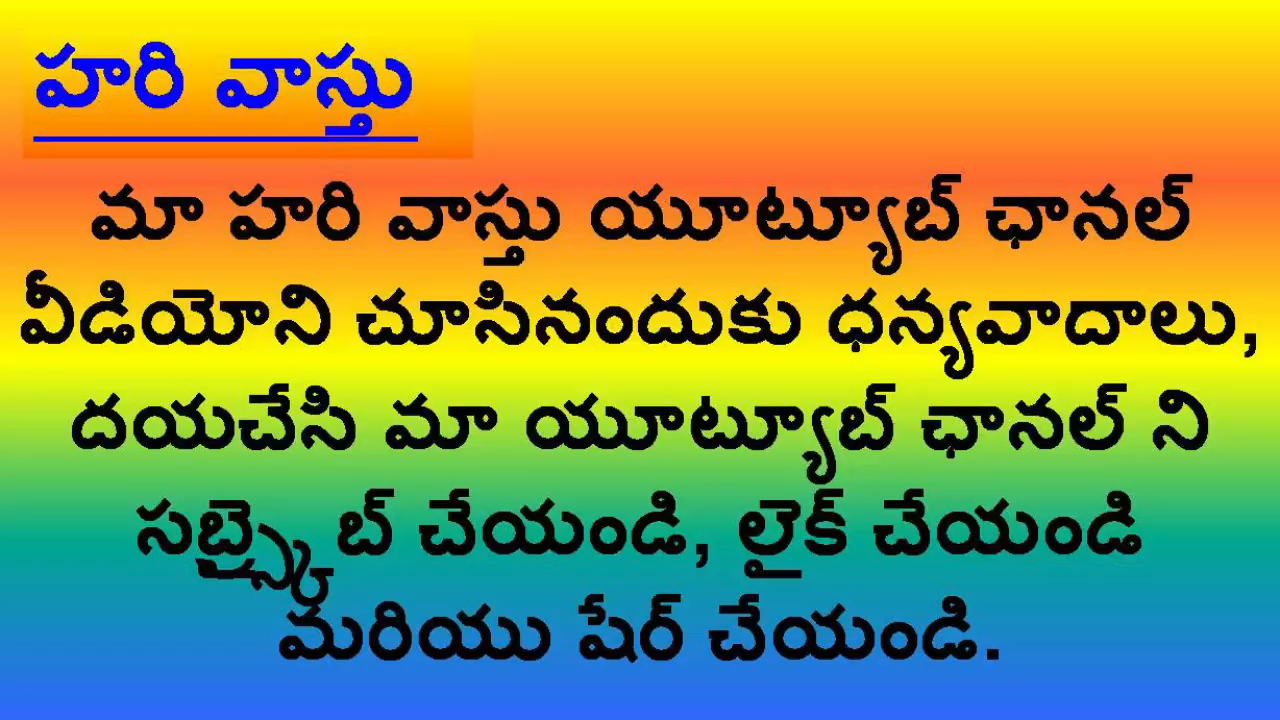 హరి వాస్తు
మా హరి వాస్తు యూట్యూబ్ ఛానల్
వీడియోని చూసినందుకు ధన్యవాదాలు,
దయచేసి మా యూట్యూబ్ ఛానల్ ని
సబ్స్క్రైబ్ చేయండి, లైక్ చేయండి
మరియు షేర్ చేయండి.